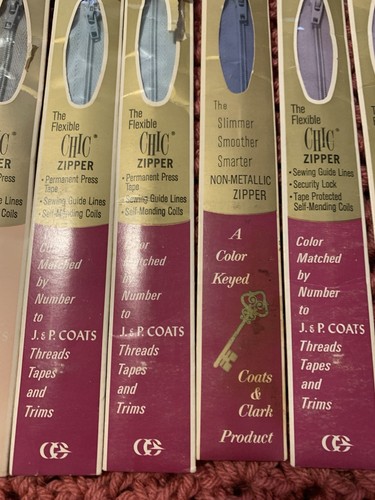 ER
Press
Lines
The
Flexible
CHIC®
ZIPPER
• Permanent Press
Tape
• Sewing Guide Lines
• Self-Mending Coils
Color
Matched
by
Number
to
J. & P. COATS
Threads
Tapes
and
Trims
The
Flexible
CHIC®
ZIPPER
• Permanent Press
Tape
• Sewing Guide Lines
• Self-Mending Coils
Color
Matched
by
Number
to
J. & P. COATS
Threads
Tapes
and
Trims
The
Slimmer
Smoother
Smarter
NON-METALLIC
ZIPPER
A
Color
Keyed
Coats
&
Clark
Product
The
Flexible
CHIC®
ZIPPER
• Sewing Guide Lines
• Security Lock
• Tape Protected
Self-Mending Coils
Color
Matched
by
Number
to
J. & P. COATS
Threads
Tapes
and
Trims